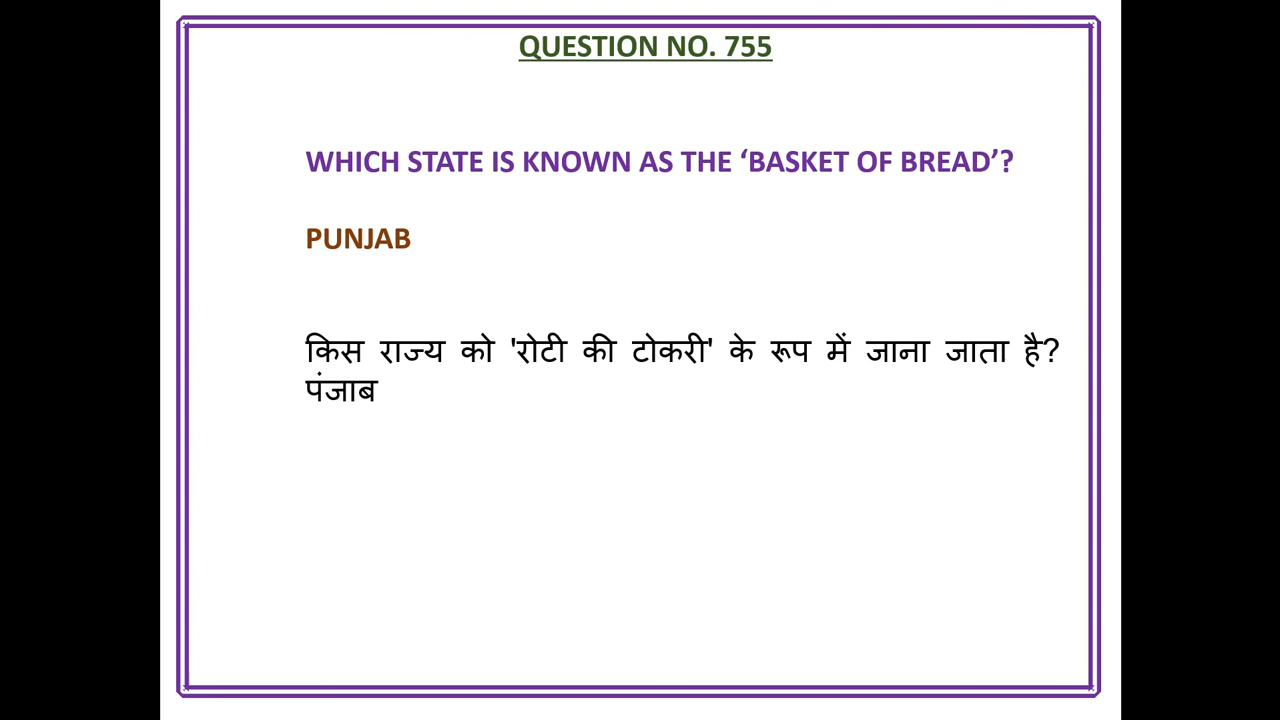 QUESTION NO. 755
WHICH STATE IS KNOWN AS THE ‘BASKET OF BREAD’?
PUNJAB
किस राज्य को 'रोटी की टोकरी' के रूप में जाना जाता है?
पंजाब